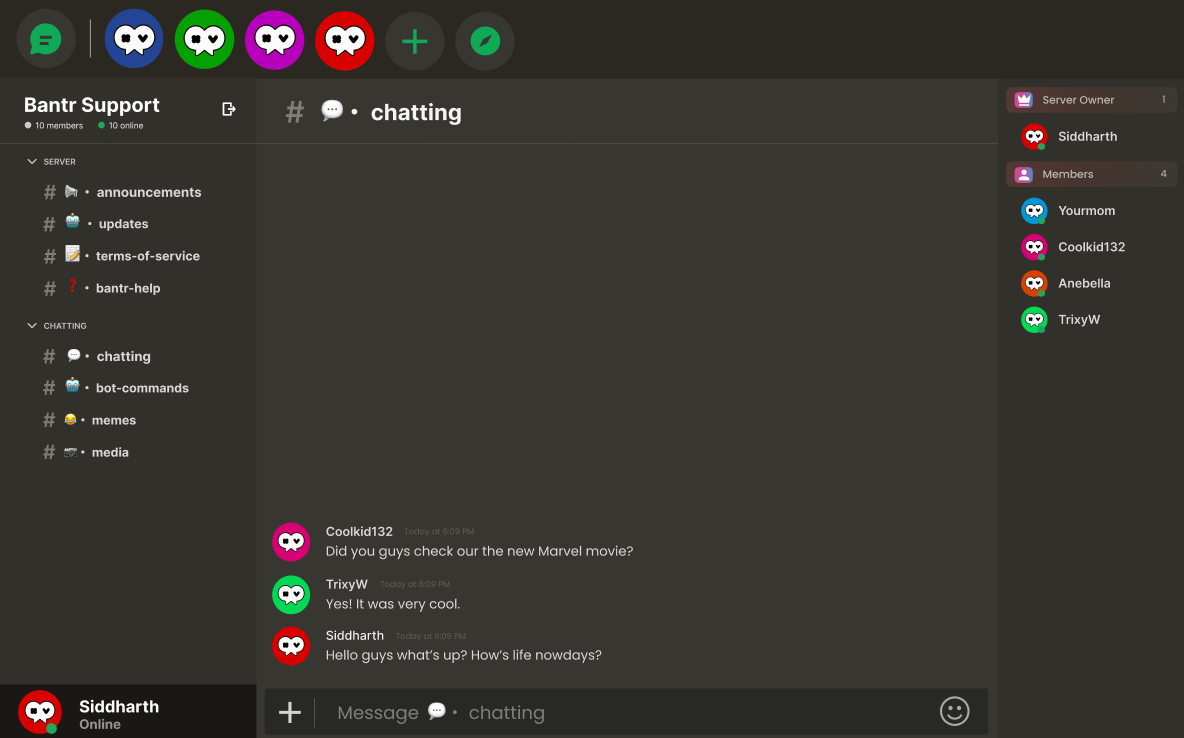 Bantr Support
10 members 10 online
SERVER
# • announcements
# • updates
# • terms-of-service
# ❓ • bantr-help
CHATTING
# 💬 • chatting
# • bot-commands
# 😂 • memes
# 📷 • media
Siddharth
Online
# 💬 • chatting
Coolkid132 Today at 6:09 PM
Did you guys check our the new Marvel movie?
TrixyW Today at 6:09 PM
Yes! It was very cool.
Siddharth Today at 6:09 PM
Hello guys what's up? How's life nowdays?
+ Message 💬 • chatting
Server Owner 1
Siddharth
Members 4
Yourmom
Coolkid132
Anebella
TrixyW